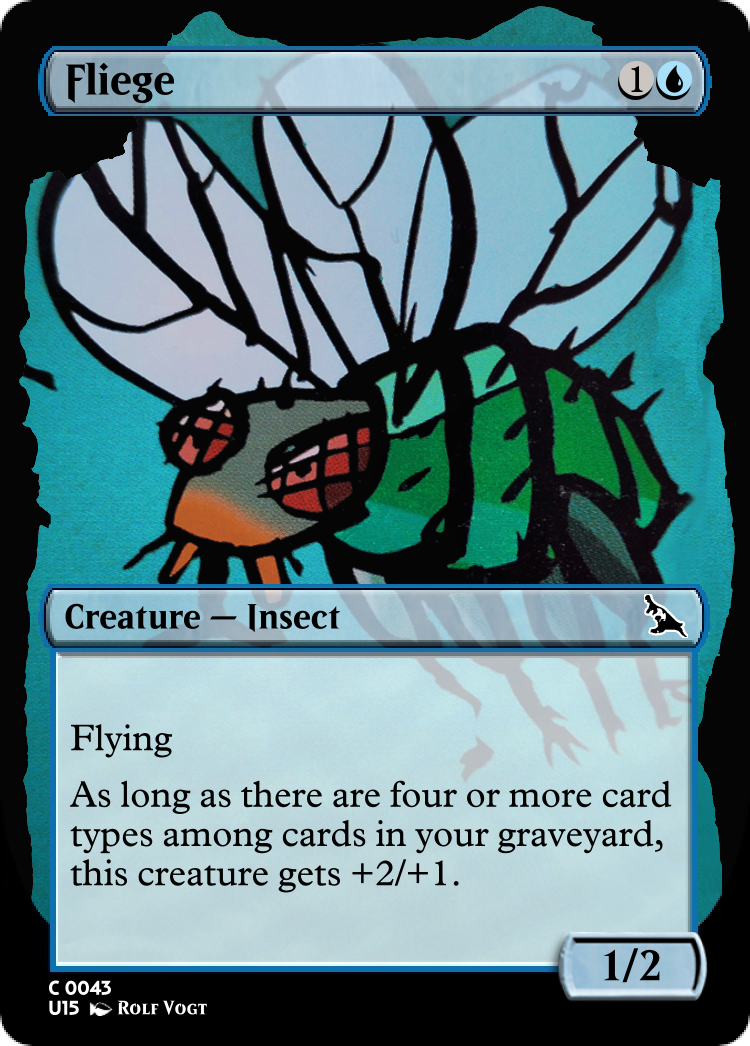 Fliege 1
Creature — Insect
Flying
As long as there are four or more card
types among cards in your graveyard,
this creature gets +2/+1.
1/2
C 0043
U15 Rolf Vogt